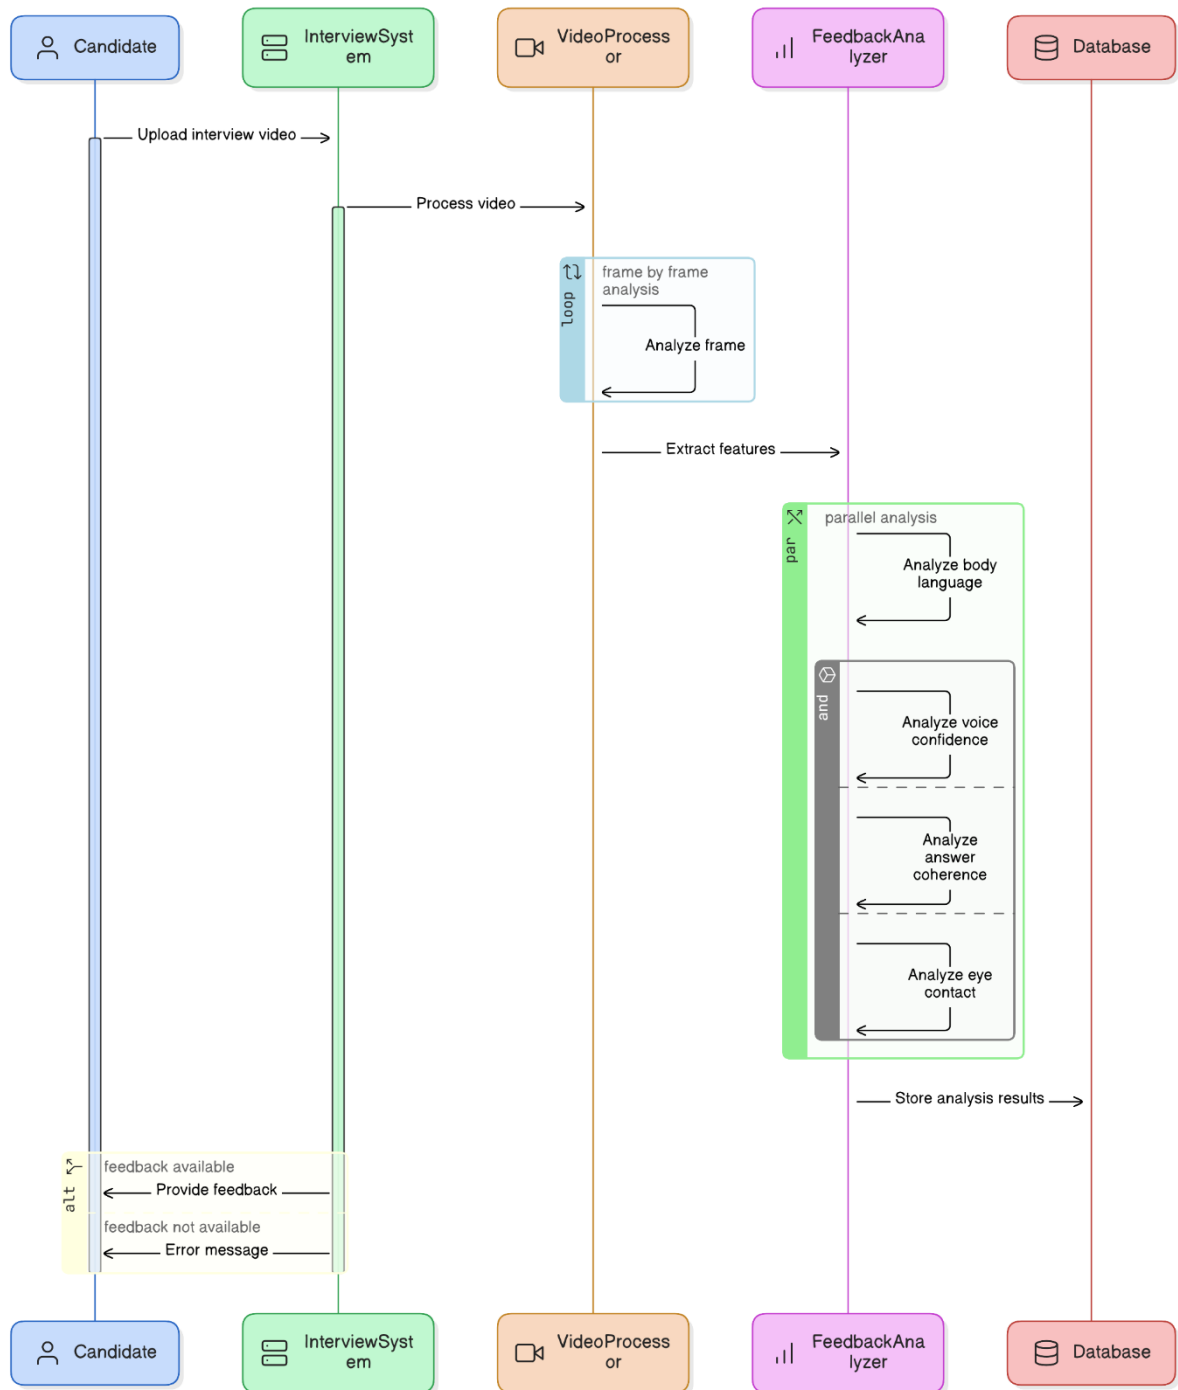 Candidate
InterviewSyst
em
VideoProcess
or
FeedbackAna
lyzer
Database
Upload interview video
Process video
loop
frame by frame
analysis
Analyze frame
Extract features
par
parallel analysis
Analyze body
language
and
Analyze voice
confidence
Analyze
answer
coherence
Analyze eye
contact
Store analysis results
alt
feedback available
Provide feedback
feedback not available
Error message
Candidate
InterviewSyst
em
VideoProcess
or
FeedbackAna
lyzer
Database